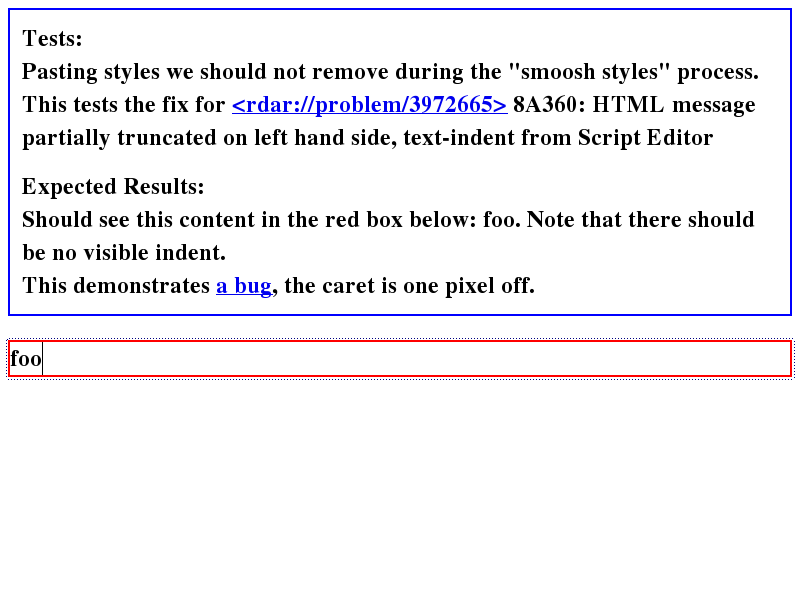 Tests:
Pasting styles we should not remove during the "smoosh styles" process.
This tests the fix for <rdar://problem/3972665> 8A360: HTML message
partially truncated on left hand side, text-indent from Script Editor
Expected Results:
Should see this content in the red box below: foo. Note that there should
be no visible indent.
This demonstrates a bug, the caret is one pixel off.
foo